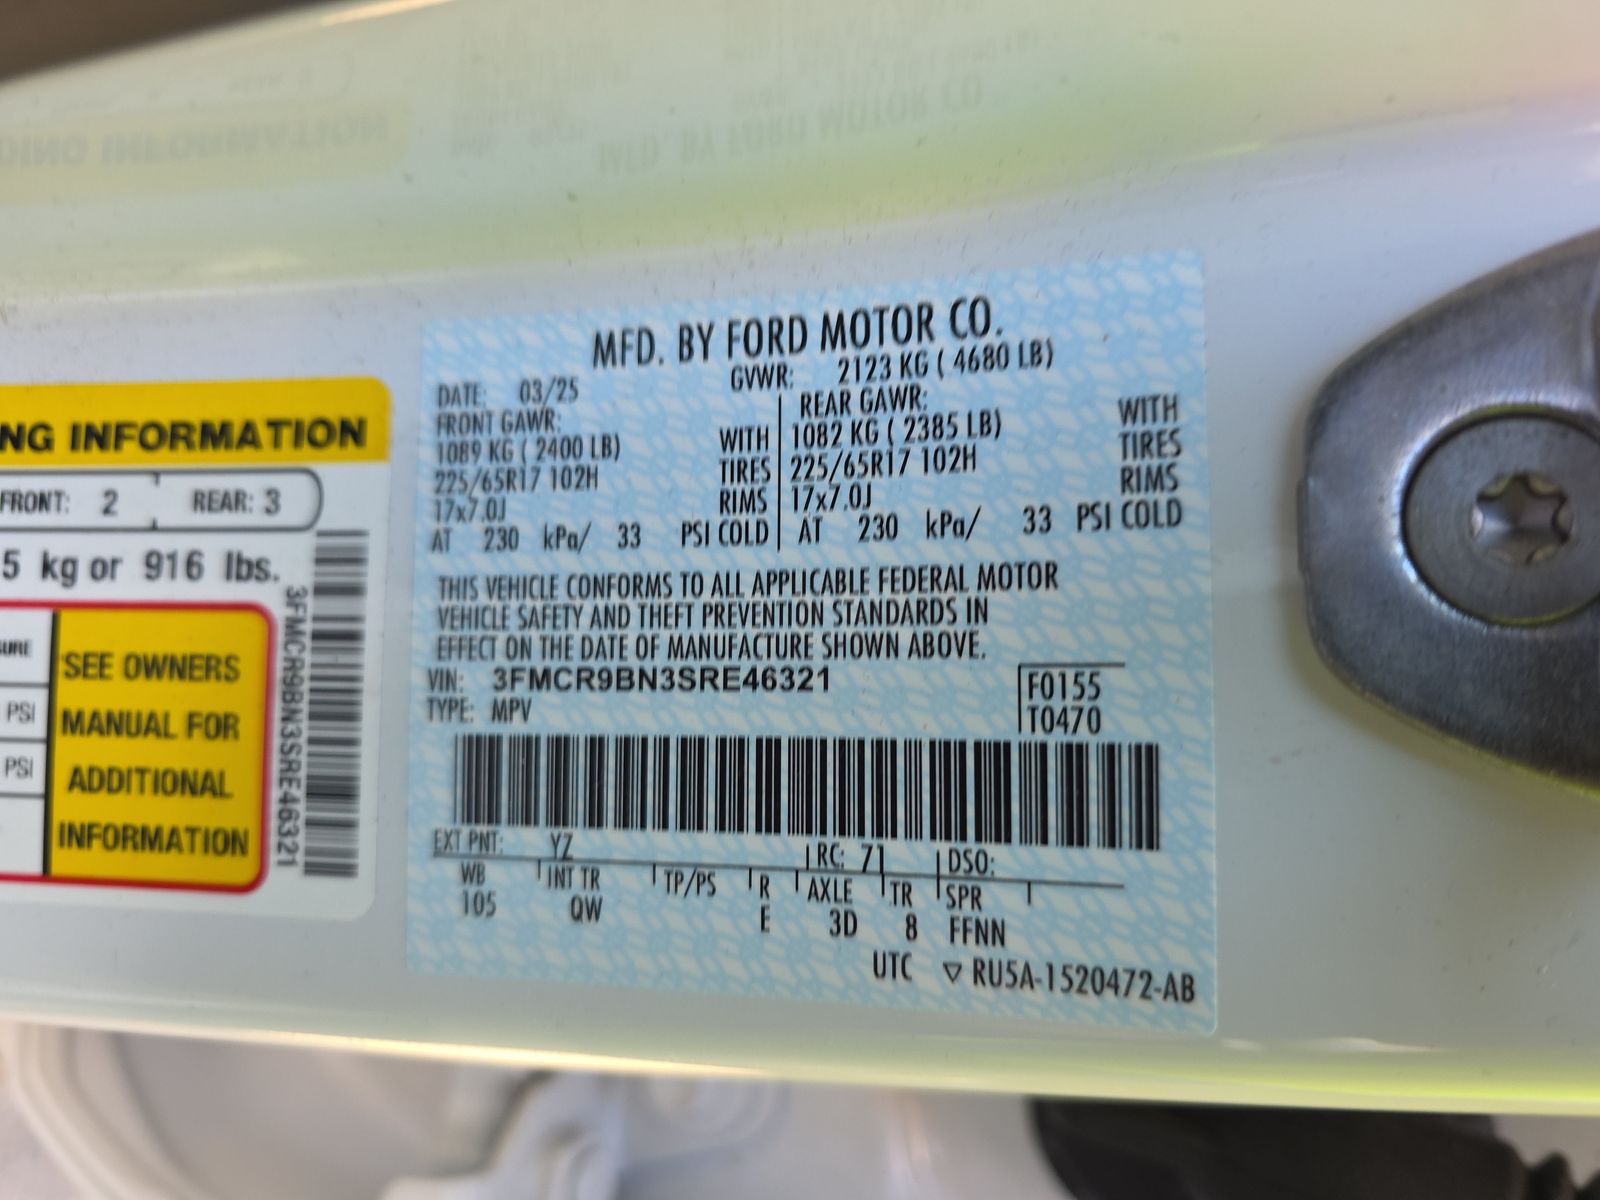 MFD. BY FORD MOTOR CO.
DATE: 03/25 GVWR: 2123 KG ( 4680 LB)
FRONT GAWR: REAR GAWR:
1089 KG ( 2400 LB) WITH 1082 KG ( 2385 LB) WITH
225/65R17 102H TIRES 225/65R17 102H TIRES
17x7.0J RIMS 17x7.0J RIMS
AT 230 kPa/ 33 PSI COLD AT 230 kPa/ 33 PSI COLD
THIS VEHICLE CONFORMS TO ALL APPLICABLE FEDERAL MOTOR
VEHICLE SAFETY AND THEFT PREVENTION STANDARDS IN
EFFECT ON THE DATE OF MANUFACTURE SHOWN ABOVE.
VIN: 3FMCR9BN3SRE46321 F0155
TYPE: MPV T0470
EXT PNT: YZ RC: 71 DSO:
WB INT TR TP/PS R AXLE TR SPR
105 QW E 3D 8 FFNN
UTC ▽ RU5A-1520472-AB
NG INFORMATION
FRONT: 2 REAR: 3
5 kg or 916 lbs.
3FMCR9BN3SRE46321
PSI
PSI
SEE OWNERS
MANUAL FOR
ADDITIONAL
INFORMATION